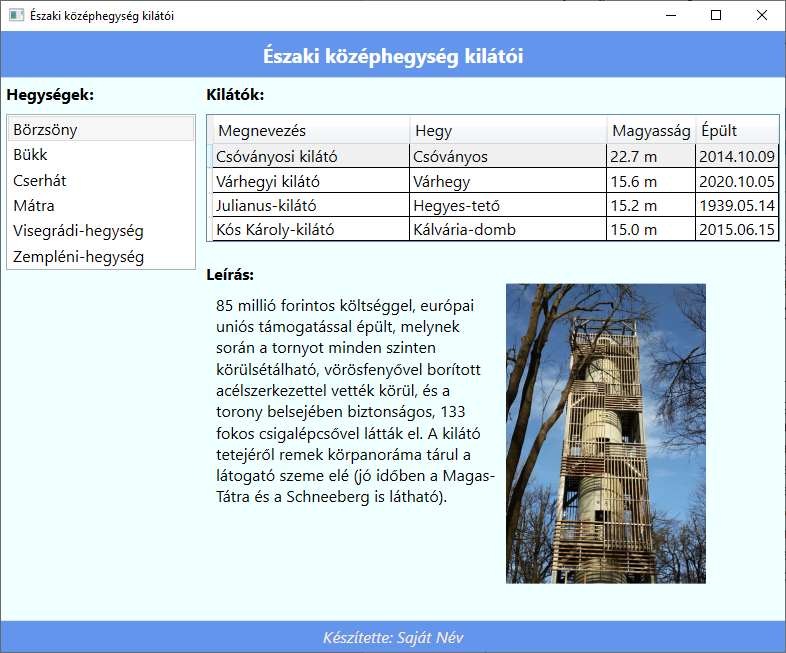 Északi középhegység kilátói
Északi középhegység kilátói
Hegységek:
Börzsöny
Bükk
Cserhát
Mátra
Visegrádi-hegység
Zempléni-hegység
Kilátók:
Megnevezés Hegy Magyasság Épült
Csóványosi kilátó Csóványos 22.7 m 2014.10.09
Várhegyi kilátó Várhegy 15.6 m 2020.10.05
Julianus-kilátó Hegyes-tető 15.2 m 1939.05.14
Kós Károly-kilátó Kálvária-domb 15.0 m 2015.06.15
Leírás:
85 millió forintos költséggel, európai
uniós támogatással épült, melynek
során a tornyot minden szinten
körülsétálható, vörösfenyővel borított
acélszerkezettel vették körül, és a
torony belsejében biztonságos, 133
fokos csigalépcsővel látták el. A kilátó
tetejéről remek körpanoráma tárul a
látogató szeme elé (jó időben a Magas-
Tátra és a Schneeberg is látható).
Készítette: Saját Név